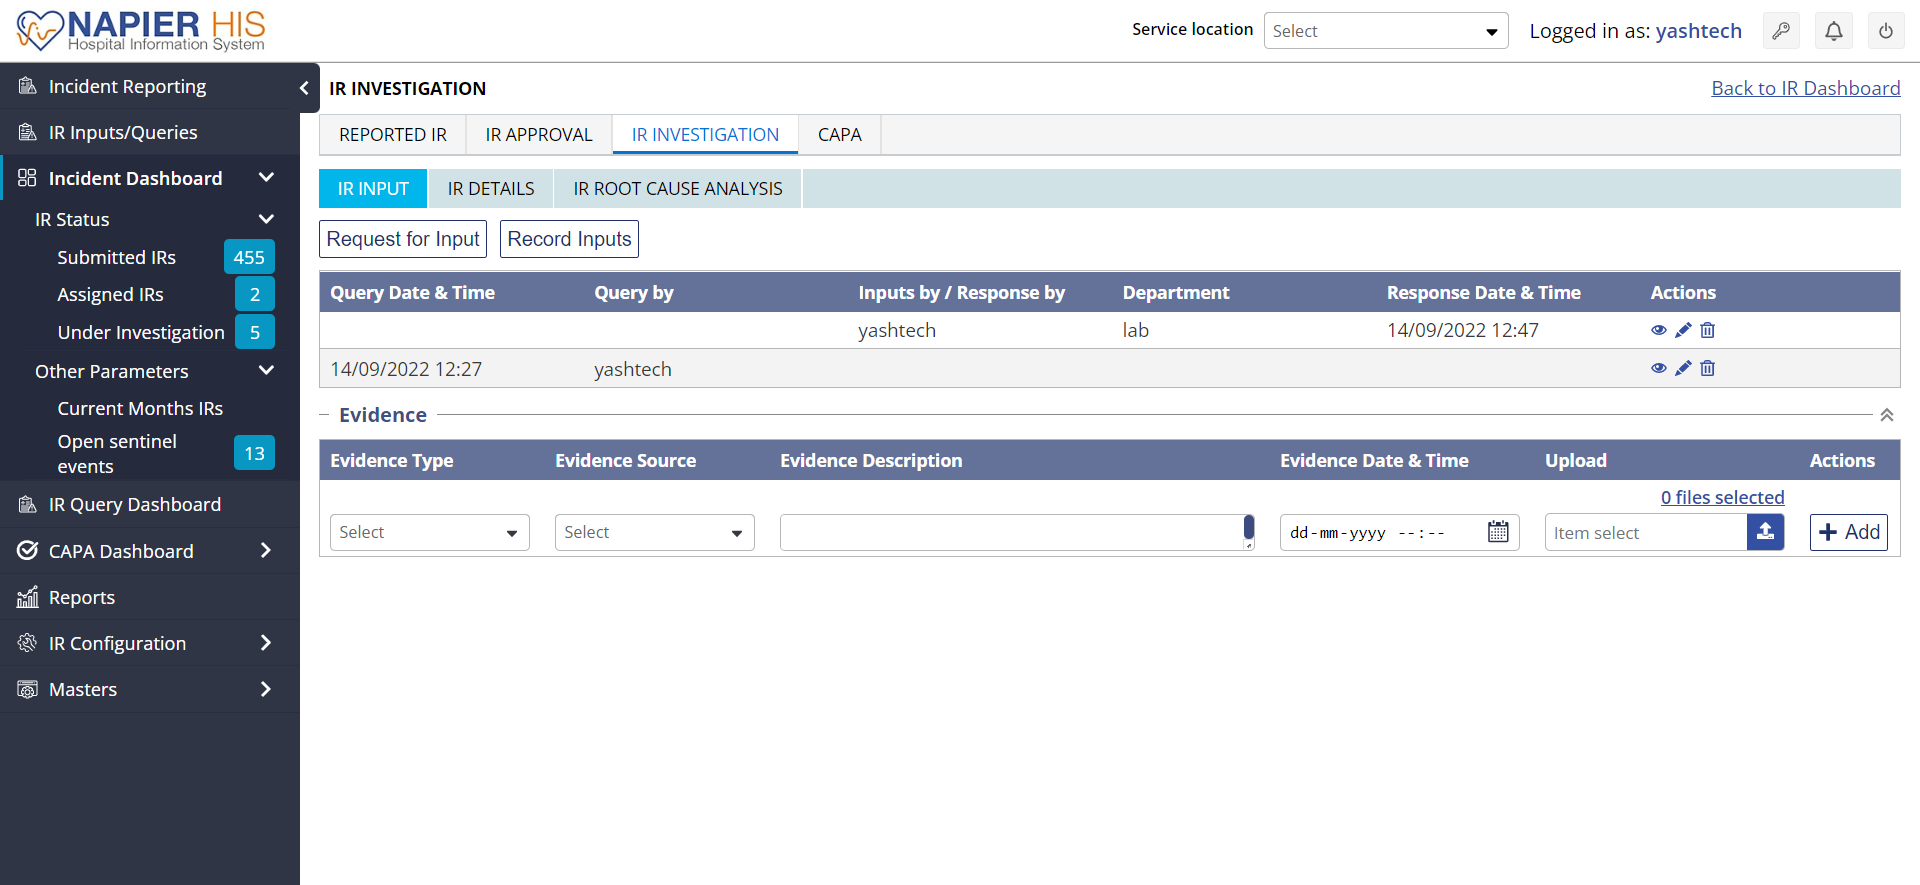 NAPIER HIS
Hospital Information System
Service location
Select
Logged in as: yashtech
Incident Reporting
IR Inputs/Queries
Incident Dashboard
IR Status
Submitted IRs 455
Assigned IRs 2
Under Investigation 5
Other Parameters
Current Months IRs
Open sentinel
events
13
IR Query Dashboard
CAPA Dashboard
Reports
IR Configuration
Masters
IR INVESTIGATION
Back to IR Dashboard
REPORTED IR IR APPROVAL IR INVESTIGATION CAPA
IR INPUT IR DETAILS IR ROOT CAUSE ANALYSIS
Request for Input Record Inputs
Query Date & Time Query by Inputs by / Response by Department Response Date & Time Actions
yashtech lab 14/09/2022 12:47
14/09/2022 12:27 yashtech
Evidence
Evidence Type Evidence Source Evidence Description Evidence Date & Time Upload Actions
0 files selected
Select Select dd-mm-yyyy --:-- Item select Add